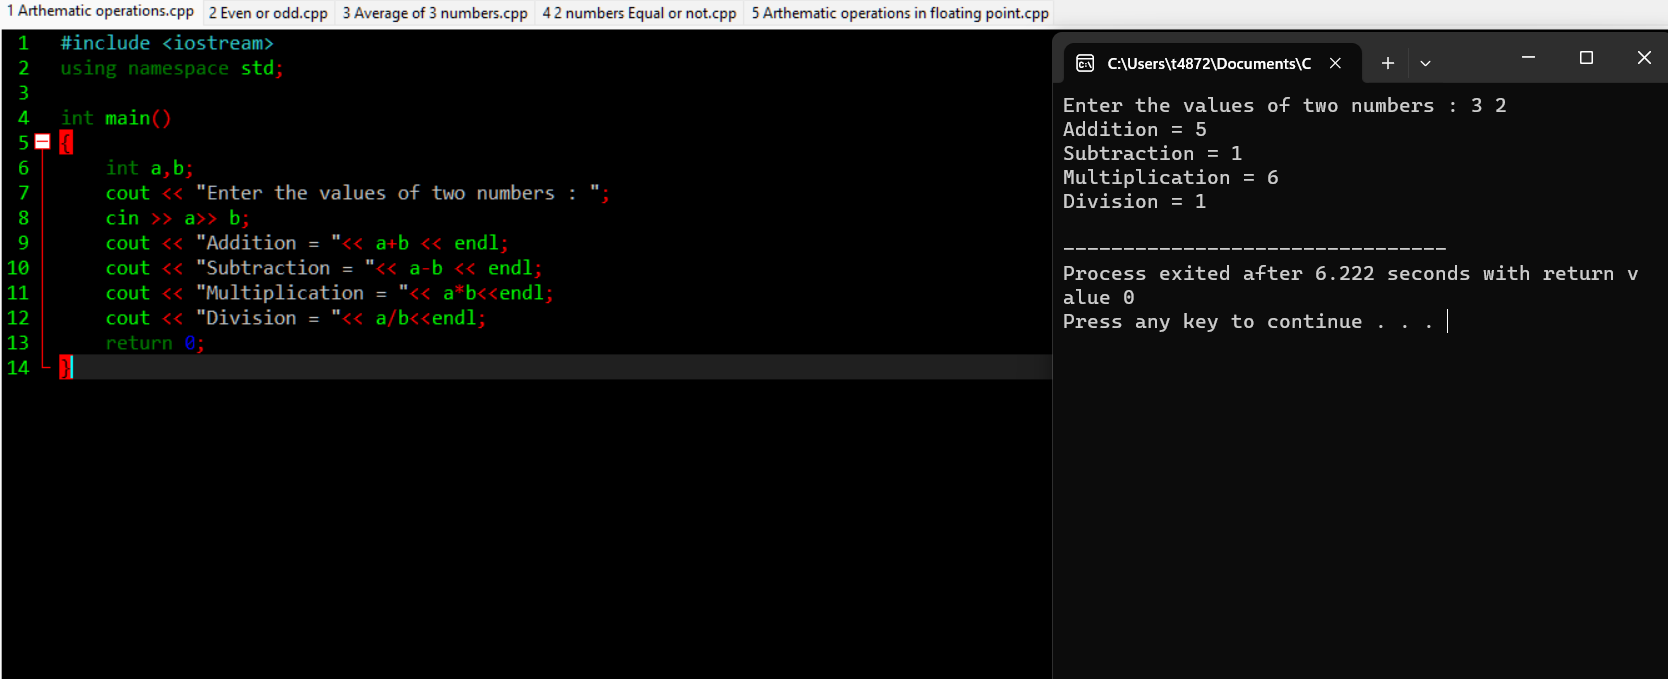 1 Arthematic operations.cpp 2 Even or odd.cpp 3 Average of 3 numbers.cpp 4 2 numbers Equal or not.cpp 5 Arthematic operations in floating point.cpp
1 #include <iostream>
2 using namespace std;
3
4 int main()
5 {
6 int a,b;
7 cout << "Enter the values of two numbers : ";
8 cin >> a>> b;
9 cout << "Addition = "<< a+b << endl;
10 cout << "Subtraction = "<< a-b << endl;
11 cout << "Multiplication = "<< a*b<<endl;
12 cout << "Division = "<< a/b<<endl;
13 return 0;
14 }
C:\Users\t4872\Documents\C
Enter the values of two numbers : 3 2
Addition = 5
Subtraction = 1
Multiplication = 6
Division = 1
--------------------------------
Process exited after 6.222 seconds with return v
alue 0
Press any key to continue . . .